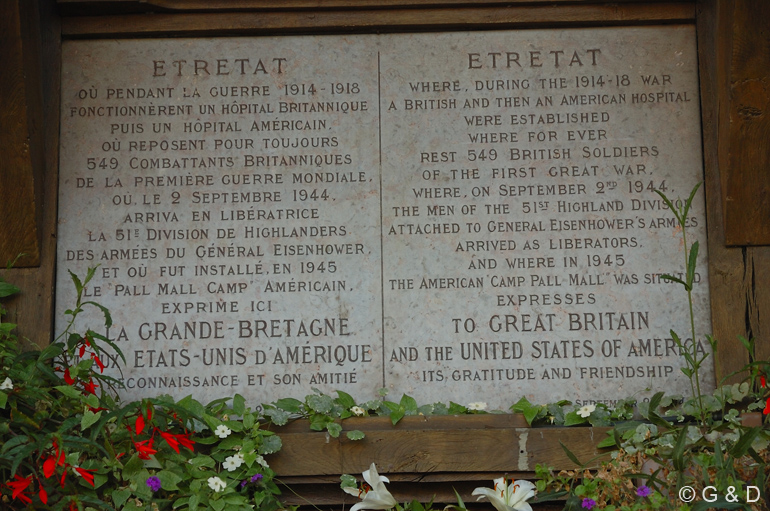 ETRETAT
OÙ PENDANT LA GUERRE 1914-1918
FONCTIONNÈRENT UN HÔPITAL BRITANNIQUE
PUIS UN HÔPITAL AMÉRICAIN.
OÙ REPOSENT POUR TOUJOURS
549 COMBATTANTS BRITANNIQUES
DE LA PREMIÈRE GUERRE MONDIALE.
OÙ, LE 2 SEPTEMBRE 1944,
ARRIVA EN LIBÉRATRICE
LA 51E DIVISION DE HIGHLANDERS
DES ARMÉES DU GÉNÉRAL EISENHOWER,
ET OÙ FUT INSTALLÉ, EN 1945
LE "PALL MALL CAMP" AMÉRICAIN,
EXPRIME ICI
LA GRANDE-BRETAGNE
ETATS-UNIS D'AMÉRIQUE
RECONNAISSANCE ET SON AMITIÉ
ETRETAT
WHERE, DURING THE 1914-18 WAR
A BRITISH AND THEN AN AMERICAN HOSPITAL
WERE ESTABLISHED
WHERE FOR EVER
REST 549 BRITISH SOLDIERS
OF THE FIRST GREAT WAR.
WHERE, ON SEPTEMBER 2ND 1944,
THE MEN OF THE 51ST HIGHLAND DIVISION
ATTACHED TO GENERAL EISENHOWER'S ARMIES
ARRIVED AS LIBERATORS.
AND WHERE IN 1945
THE AMERICAN "CAMP PALL MALL" WAS SITUATED
EXPRESSES
TO GREAT BRITAIN
AND THE UNITED STATES OF AMERICA
ITS GRATITUDE AND FRIENDSHIP
© G & D